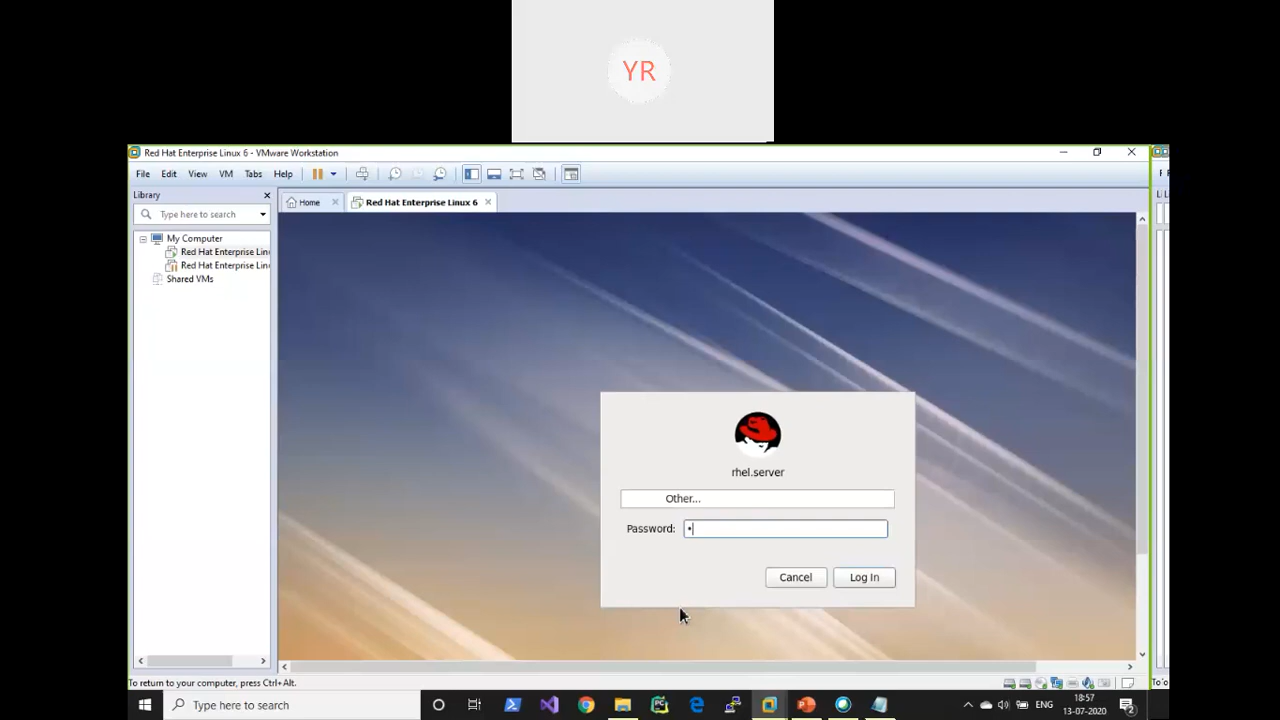 YR
Red Hat Enterprise Linux 6 - VMware Workstation
File Edit View VM Tabs Help
Library
Type here to search
Home
Red Hat Enterprise Linux 6
My Computer
Red Hat Enterprise Lin
Red Hat Enterprise Lin
Shared VMs
rhel.server
Other...
Password:
Cancel
Log In
To return to your computer, press Ctrl+Alt.
Type here to search
ENG
18:57
13-07-2020
2